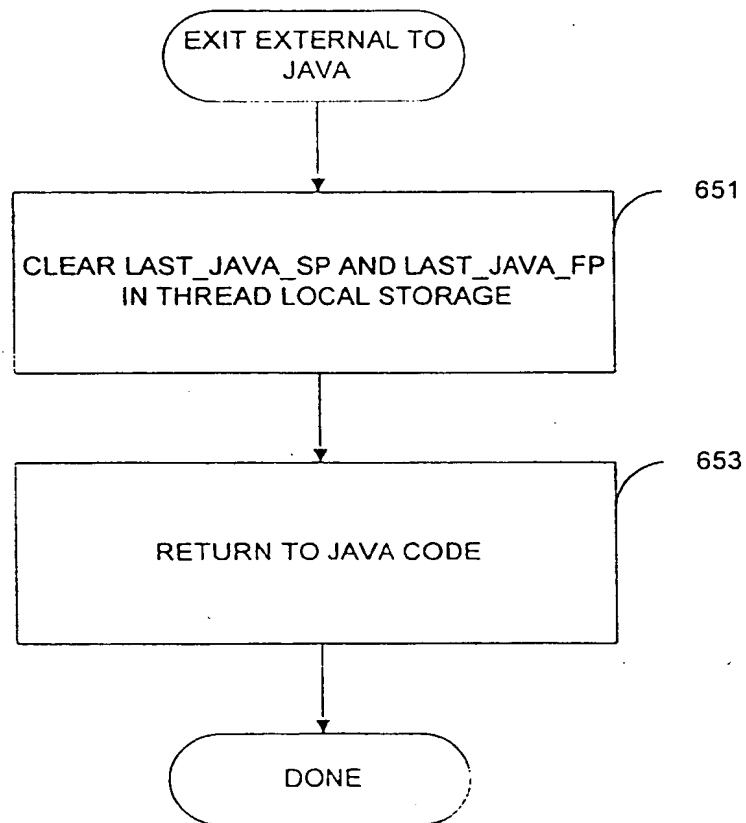 EXIT EXTERNAL TO
JAVA
651
CLEAR LAST_JAVA_SP AND LAST_JAVA_FP
IN THREAD LOCAL STORAGE
653
RETURN TO JAVA CODE
DONE